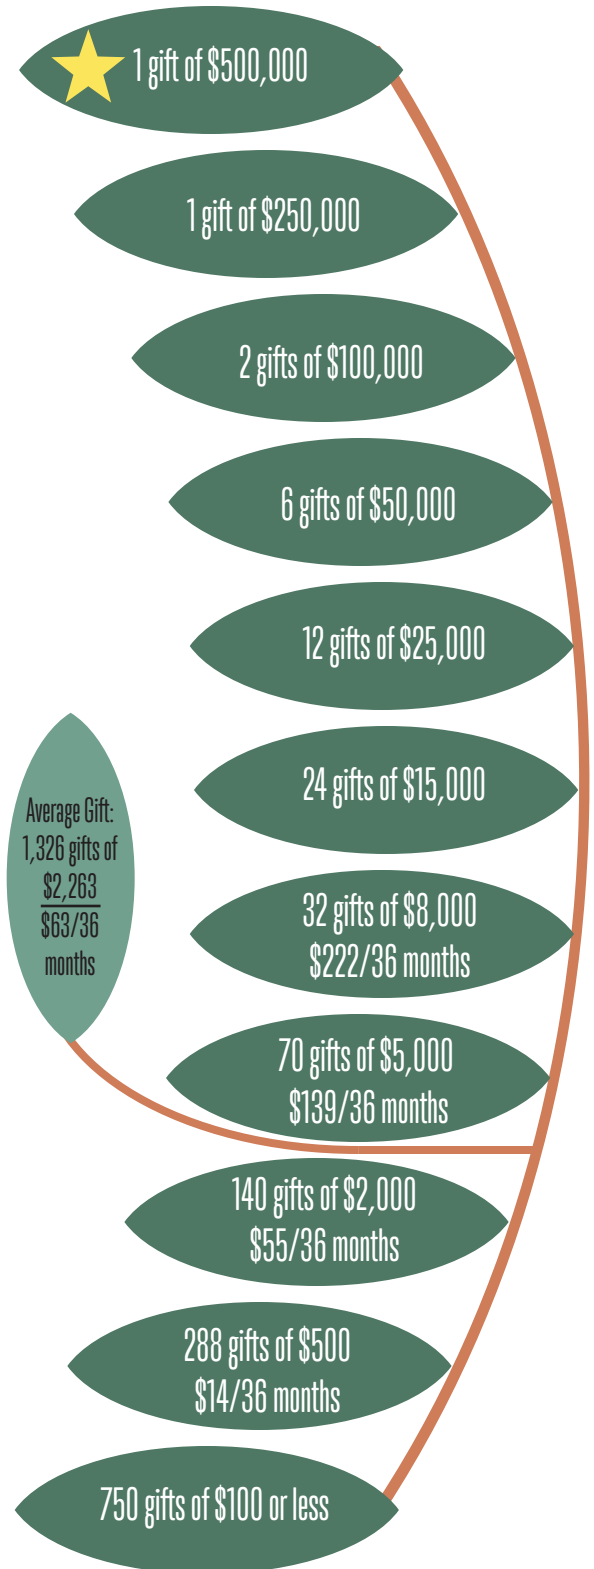 1 gift of $500,000
1 gift of $250,000
2 gifts of $100,000
6 gifts of $50,000
12 gifts of $25,000
24 gifts of $15,000
32 gifts of $8,000
$222/36 months
70 gifts of $5,000
$139/36 months
Average Gift:
1,326 gifts of
$2,263
$63/36
months
140 gifts of $2,000
$55/36 months
288 gifts of $500
$14/36 months
750 gifts of $100 or less